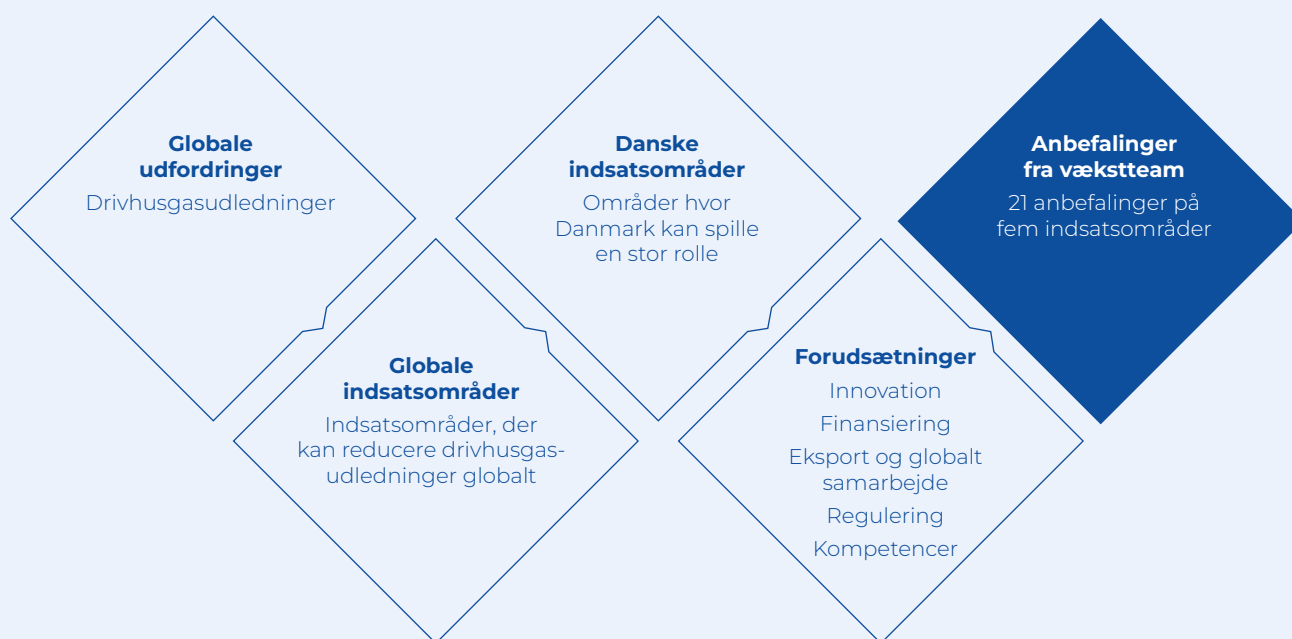 Globale
udfordringer
Drivhusgasudledninger
Globale
indsatsområder
Indsatsområder, der
kan reducere drivhusgas-
udledninger globalt
Danske
indsatsområder
Områder hvor
Danmark kan spille
en stor rolle
Forudsætninger
Innovation
Finansiering
Eksport og globalt
samarbejde
Regulering
Kompetencer
Anbefalinger
fra vækstteam
21 anbefalinger på
fem indsatsområder